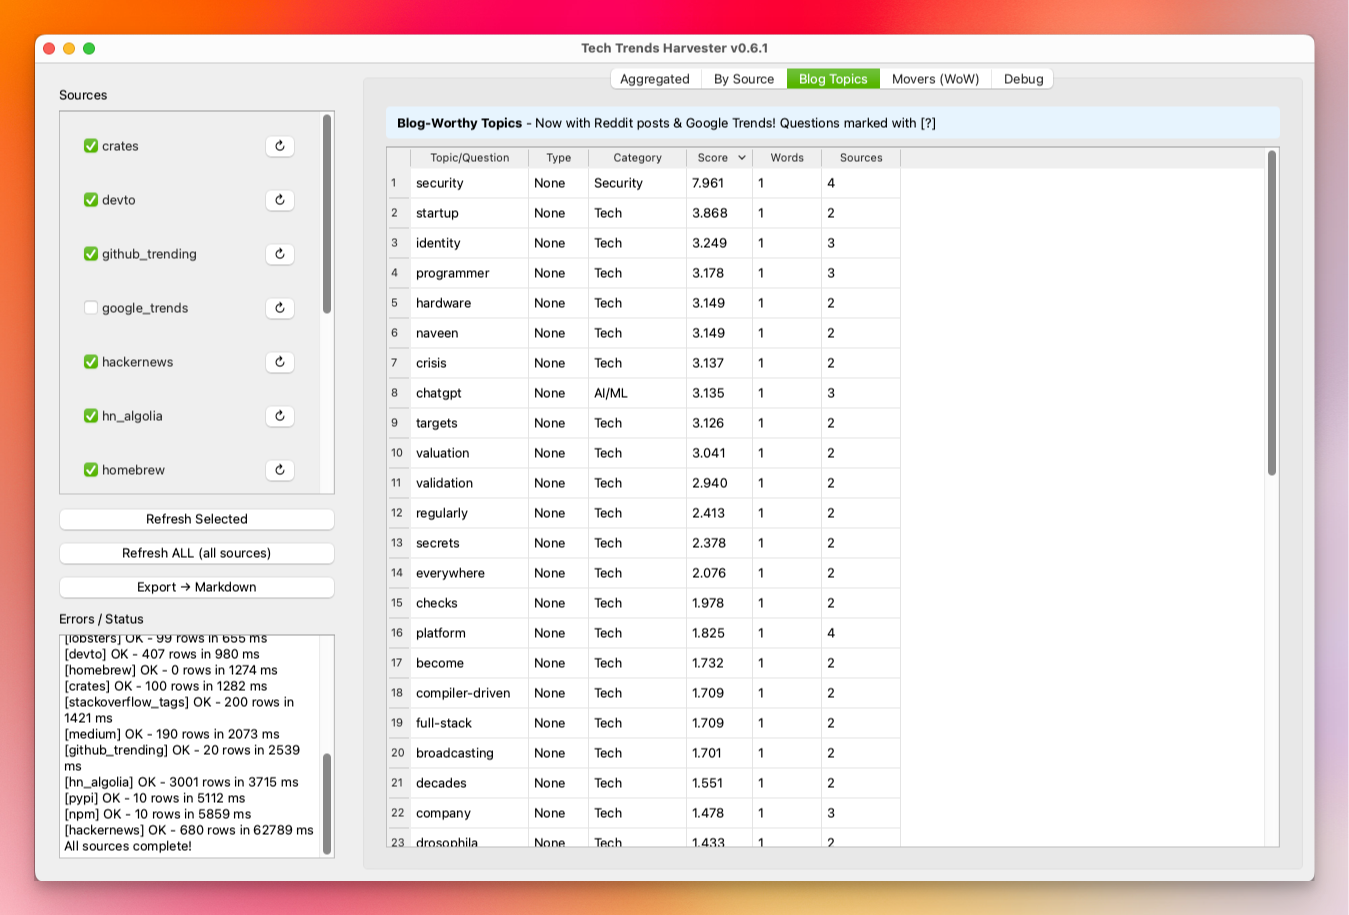 Tech Trends Harvester v0.6.1
Sources
crates
devto
github_trending
google_trends
hackernews
hn_algolia
homebrew
Refresh Selected
Refresh ALL (all sources)
Export → Markdown
Errors / Status
[lobsters] OK - 99 rows in 655 ms
[devto] OK - 407 rows in 980 ms
[homebrew] OK - 0 rows in 1274 ms
[crates] OK - 100 rows in 1282 ms
[stackoverflow_tags] OK - 200 rows in
1421 ms
[medium] OK - 190 rows in 2073 ms
[github_trending] OK - 20 rows in 2539
ms
[hn_algolia] OK - 3001 rows in 3715 ms
[pypi] OK - 10 rows in 5112 ms
[npm] OK - 10 rows in 5859 ms
[hackernews] OK - 680 rows in 62789 ms
All sources complete!
Aggregated By Source Blog Topics Movers (WoW) Debug
Blog-Worthy Topics - Now with Reddit posts & Google Trends! Questions marked with [?]
Topic/Question Type Category Score Words Sources
1 security None Security 7.961 1 4
2 startup None Tech 3.868 1 2
3 identity None Tech 3.249 1 3
4 programmer None Tech 3.178 1 3
5 hardware None Tech 3.149 1 2
6 naveen None Tech 3.149 1 2
7 crisis None Tech 3.137 1 2
8 chatgpt None AI/ML 3.135 1 3
9 targets None Tech 3.126 1 2
10 valuation None Tech 3.041 1 2
11 validation None Tech 2.940 1 2
12 regularly None Tech 2.413 1 2
13 secrets None Tech 2.378 1 2
14 everywhere None Tech 2.076 1 2
15 checks None Tech 1.978 1 2
16 platform None Tech 1.825 1 4
17 become None Tech 1.732 1 2
18 compiler-driven None Tech 1.709 1 2
19 full-stack None Tech 1.709 1 2
20 broadcasting None Tech 1.701 1 2
21 decades None Tech 1.551 1 2
22 company None Tech 1.478 1 3
23 drosophila None Tech 1.433 1 2